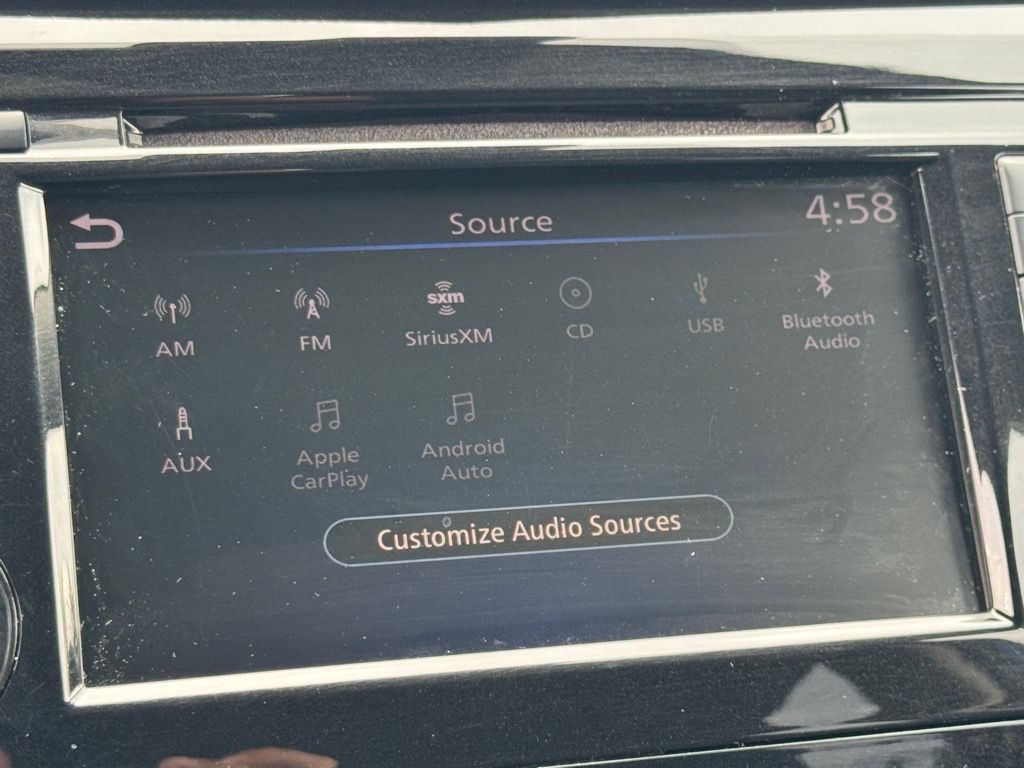 Source
4:58
AM
FM
sxm
SiriusXM
CD
USB
Bluetooth
Audio
AUX
Apple
CarPlay
Android
Auto
Customize Audio Sources